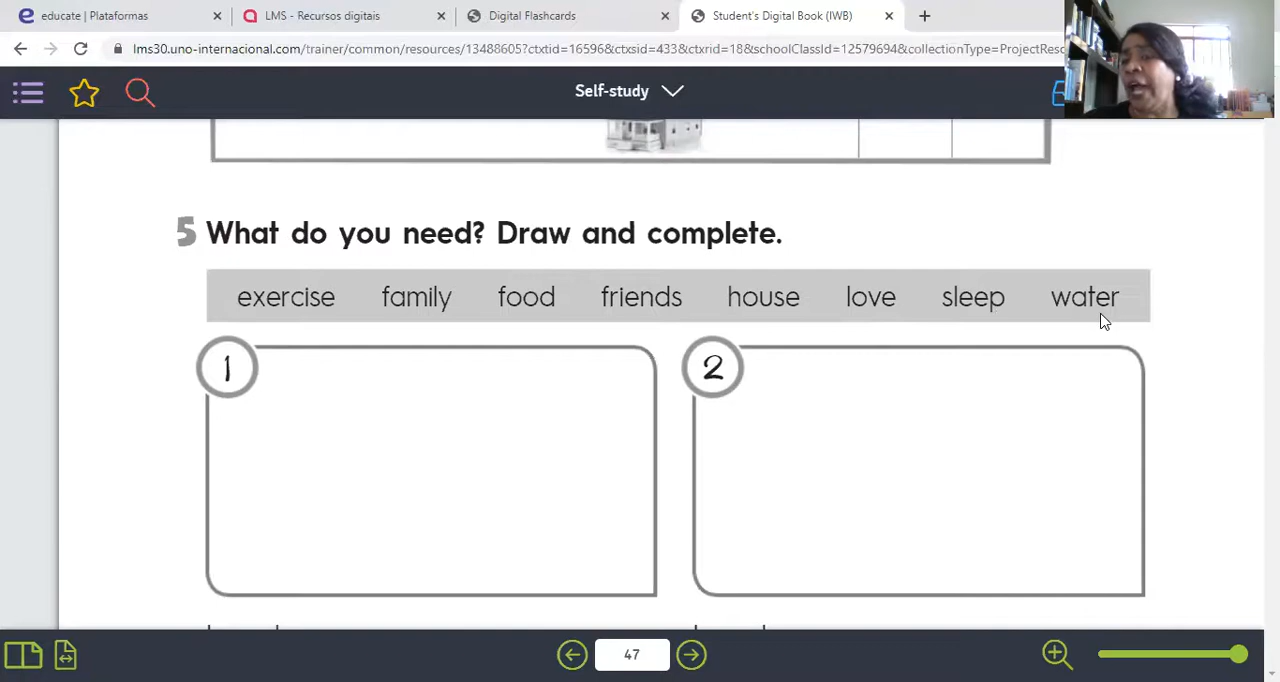 educate | Plataformas
LMS - Recursos digitais
Digital Flashcards
Student's Digital Book (IWB)
lms30.uno-internacional.com/trainer/common/resources/13488605?ctxtid=16596&ctxsid=433&ctxrid=18&schoolClassId=12579694&collectionType=ProjectReso
Self-study
5 What do you need? Draw and complete.
exercise family food friends house love sleep water
1
2
47